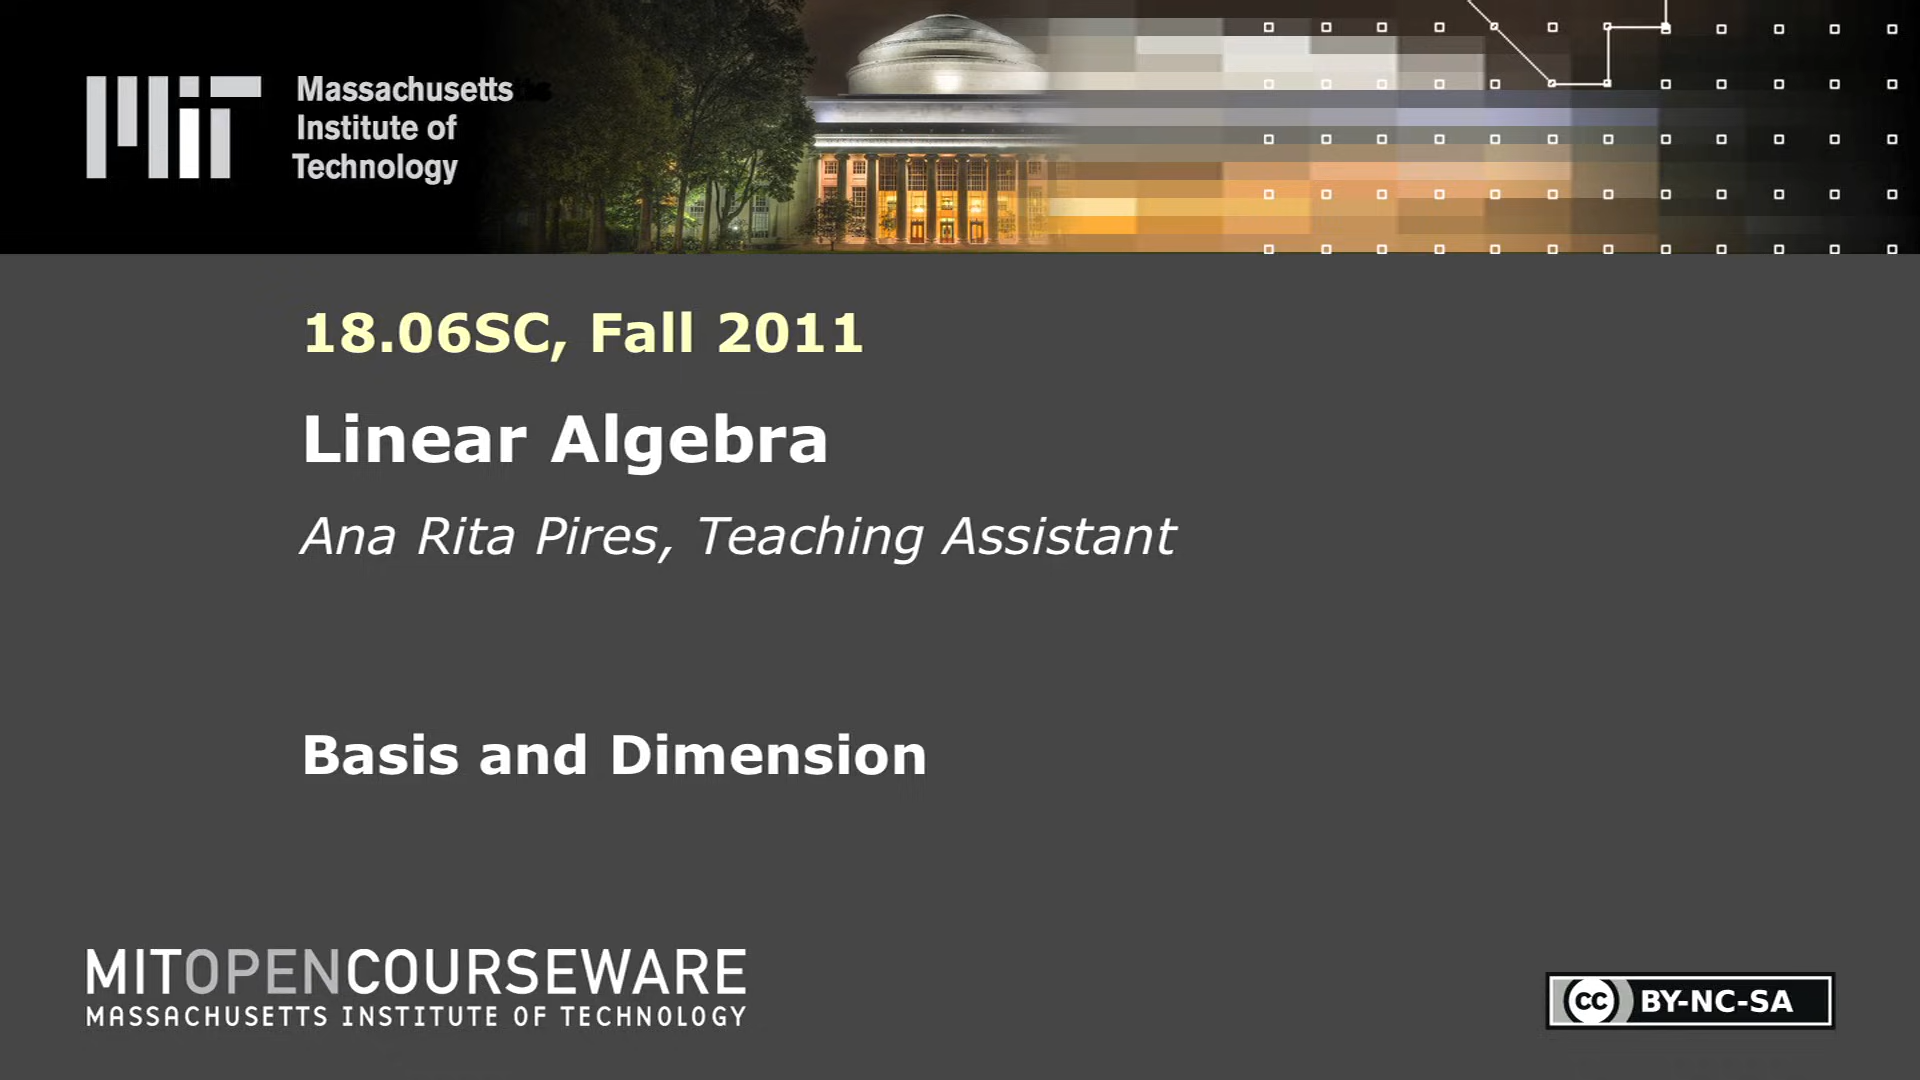 Massachusetts
Institute of
Technology
18.06SC, Fall 2011
Linear Algebra
Ana Rita Pires, Teaching Assistant
Basis and Dimension
MITOPENCOURSEWARE
MASSACHUSETTS INSTITUTE OF TECHNOLOGY
cc BY-NC-SA